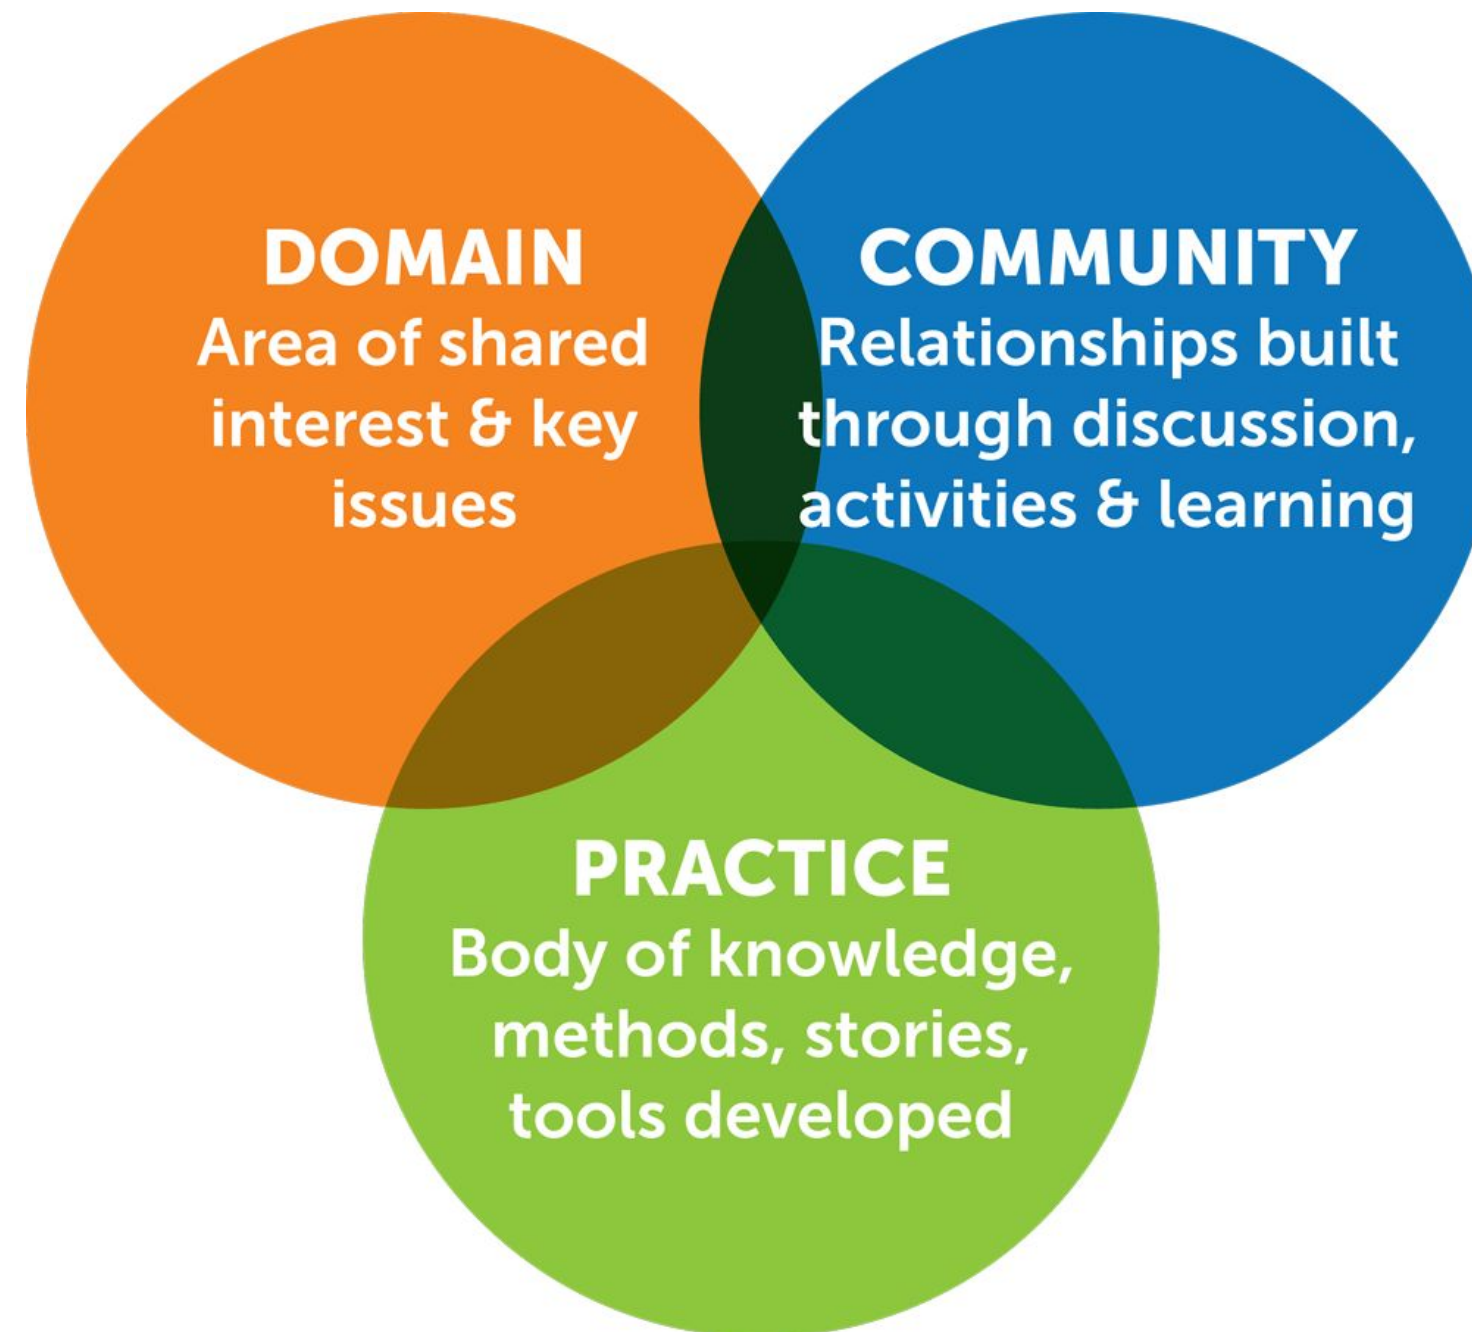 DOMAIN
Area of shared
interest & key
issues
COMMUNITY
Relationships built
through discussion,
activities & learning
PRACTICE
Body of knowledge,
methods, stories,
tools developed